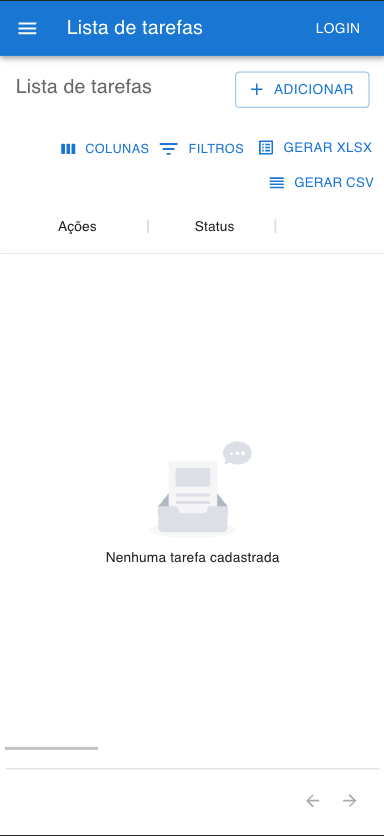 Lista de tarefas LOGIN
Lista de tarefas ADICIONAR
COLUNAS FILTROS GERAR XLSX
GERAR CSV
Ações Status
Nenhuma tarefa cadastrada